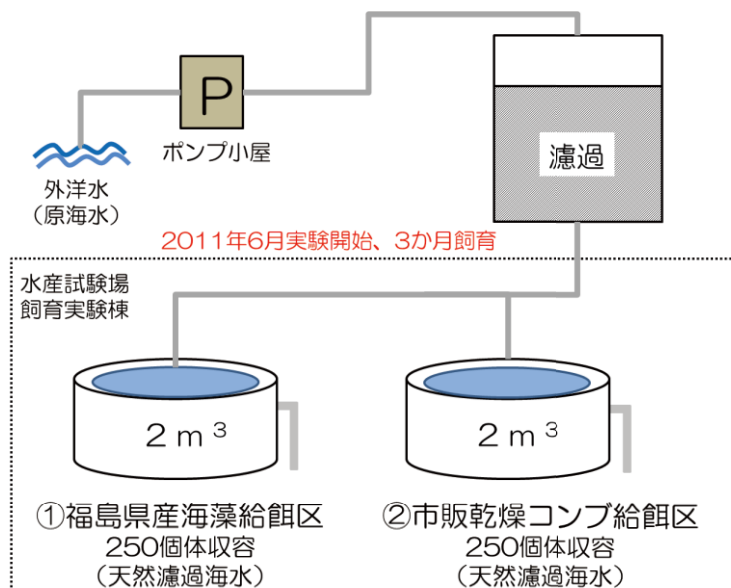 P
ポンプ小屋
濾過
外洋水
（原海水）
2011年6月実験開始、3か月飼育
水産試験場
飼育実験棟
2 m ³
2 m ³
①福島県産海藻給餌区
250個体収容
（天然濾過海水）
②市販乾燥コンブ給餌区
250個体収容
（天然濾過海水）